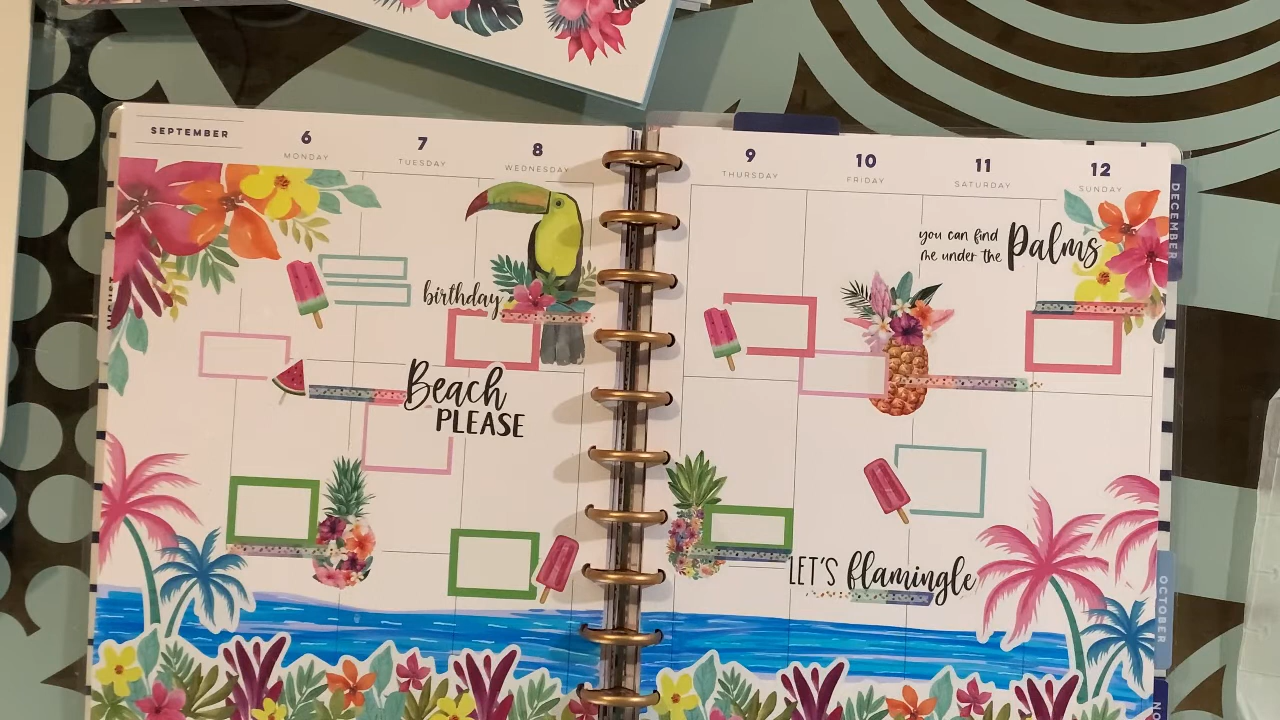 SEPTEMBER
6
MONDAY
7
TUESDAY
8
WEDNESDAY
9
THURSDAY
10
FRIDAY
11
SATURDAY
12
SUNDAY
DECEMBER
you can find
me under the palms
birthday
Beach
PLEASE
LET'S flamingle
OCTOBER